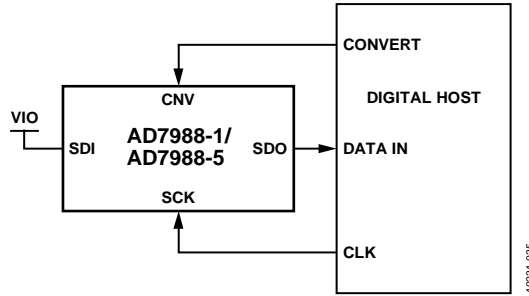 CONVERT
DIGITAL HOST
CNV
VIO
SDI
AD7988-1/
AD7988-5
SDO
DATA IN
SCK
CLK